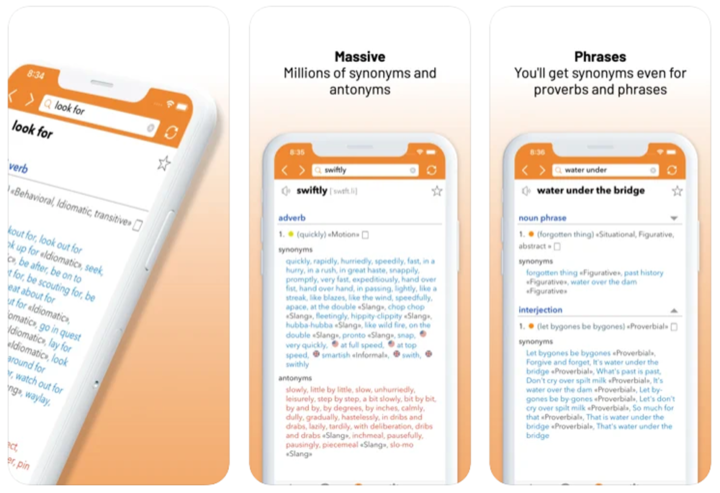 8:34
look for
look for
verb
«Behavioral, Idiomatic, transitive»
look out
up for «Idiomatic», seek,
be after, be on to
for, be scouting for, be
about for
for «Idiomatic»,
go in quest
lay for
«Idiomatic», look
around for
watch out for
waylay,
pin
Massive
Millions of synonyms and
antonyms
8:35
swiftly
swiftly [swɪft.li]
adverb
1. (quickly) «Motion»
synonyms
quickly, rapidly, hurriedly, speedily, fast, in a
hurry, in a rush, in great haste, snappily,
promptly, very fast, expeditiously, hand over
fist, hand over hand, in passing, lightly, like a
streak, like blazes, like the wind, speedfully,
apace, at the double «Slang», chop chop
«Slang», fleetingly, hippity clippity «Slang»,
hubba-hubba «Slang», like wild fire, on the
double «Slang», pronto «Slang», snap,
very quickly, at full speed, at top
speed, smartish «Informal», swith,
swithly
antonyms
slowly, little by little, slow, unhurriedly,
leisurely, step by step, a bit slowly, bit by bit,
by and by, by degrees, by inches, calmly,
dully, gradually, hastelessly, in dribs and
drabs, lazily, tardily, with deliberation, dribs
and drabs «Slang», inchmeal, pausefully,
pausingly, piecemeal «Slang», slo-mo
«Slang»
Phrases
You'll get synonyms even for
proverbs and phrases
8:36
water under
water under the bridge
noun phrase
1. (forgotten thing) «Situational, Figurative,
abstract »
synonyms
forgotten thing «Figurative», past history
«Figurative», water over the dam
«Figurative»
interjection
1. (let bygones be bygones) «Proverbial»
synonyms
Let bygones be bygones «Proverbial»,
Forgive and forget, It's water under the
bridge «Proverbial», What's past is past,
Don't cry over spilt milk «Proverbial», It's
water over the dam «Proverbial», Let by-
gones be by-gones «Proverbial», Let's don't
cry over spilt milk «Proverbial», So much for
that «Proverbial», That is water under the
bridge «Proverbial», That's water under the
bridge